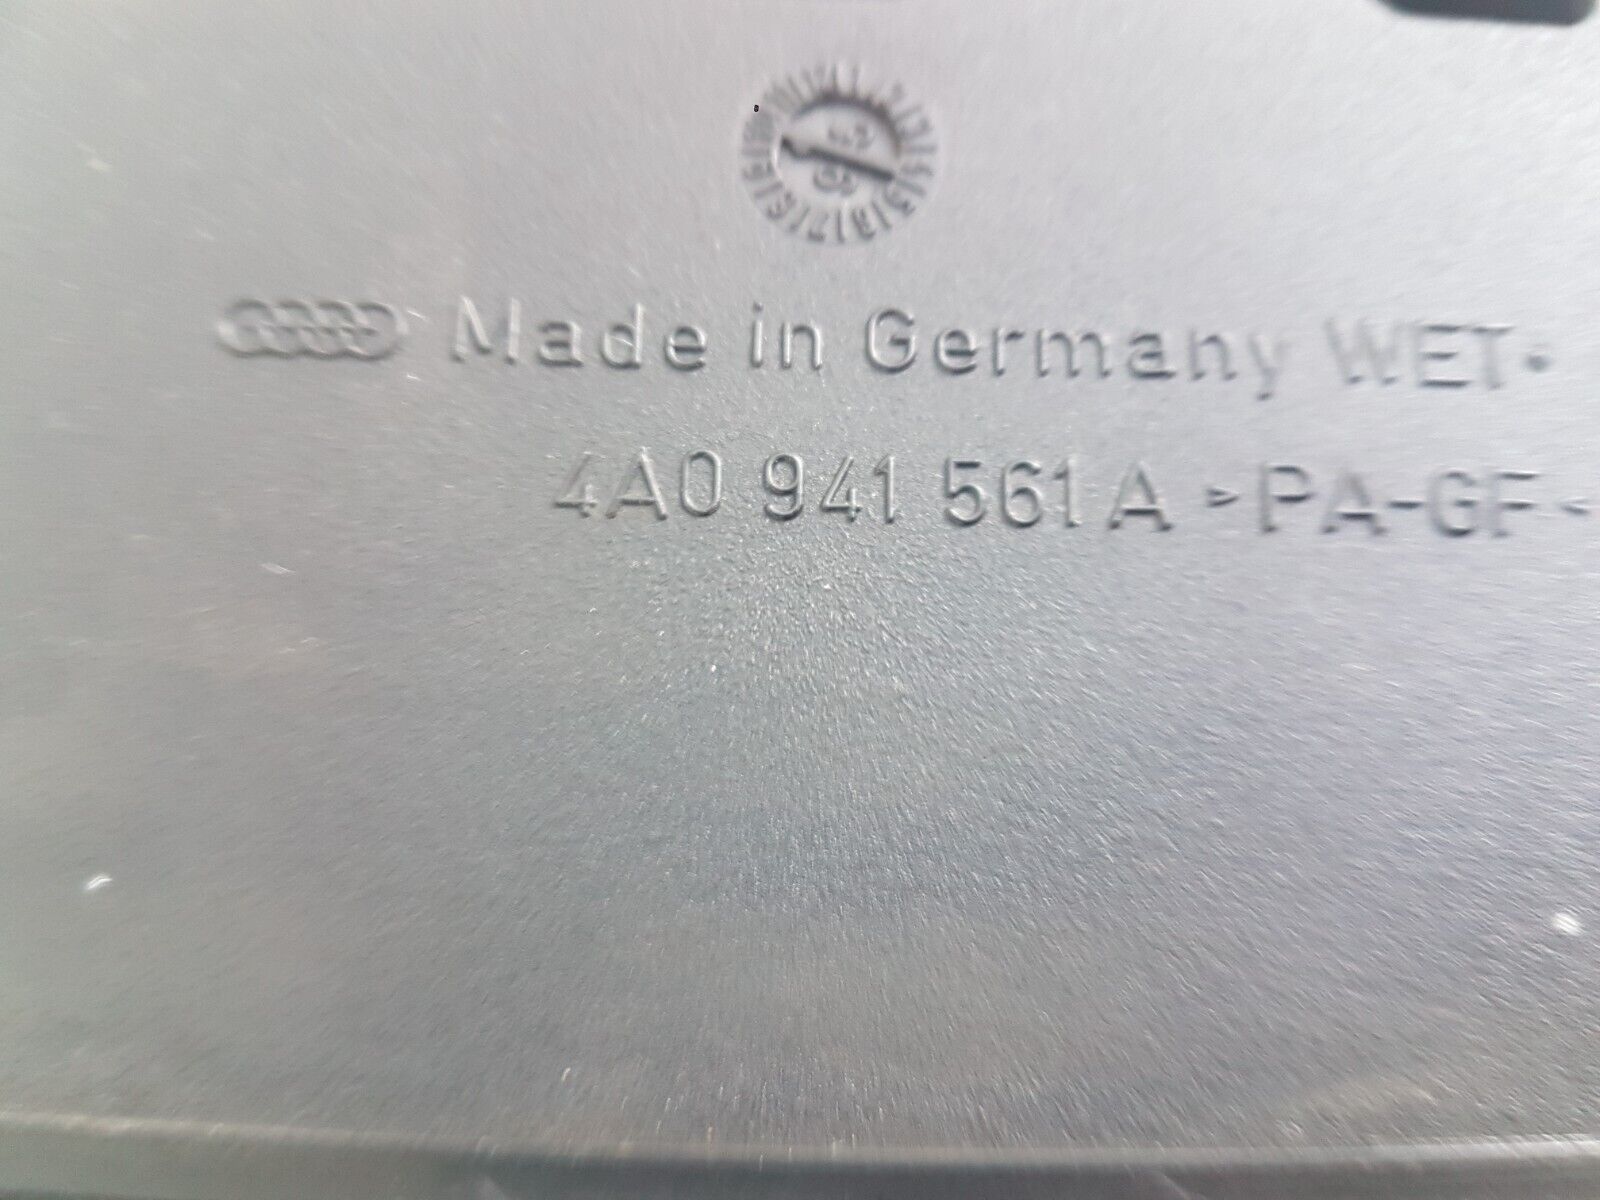 Made in Germany WET·
4A0 941 561 A >PA-GF<